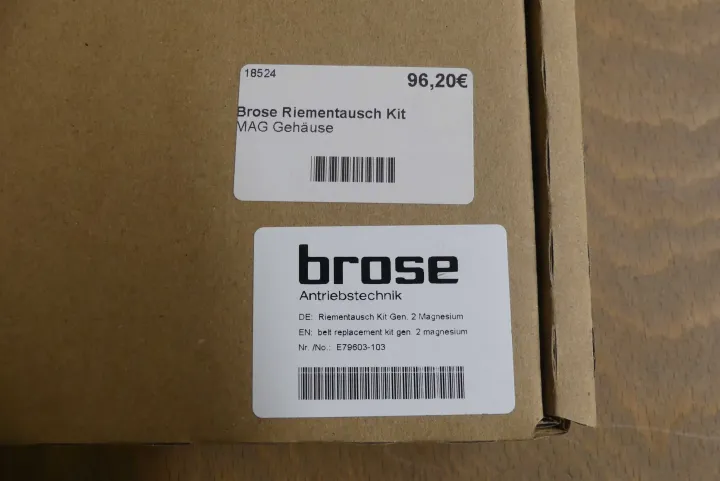 18524
96,20€
Brose Riementausch Kit
MAG Gehäuse
brose
Antriebstechnik
DE: Riementausch Kit Gen. 2 Magnesium
EN: belt replacement kit gen. 2 magnesium
Nr. /No.: E79603-103